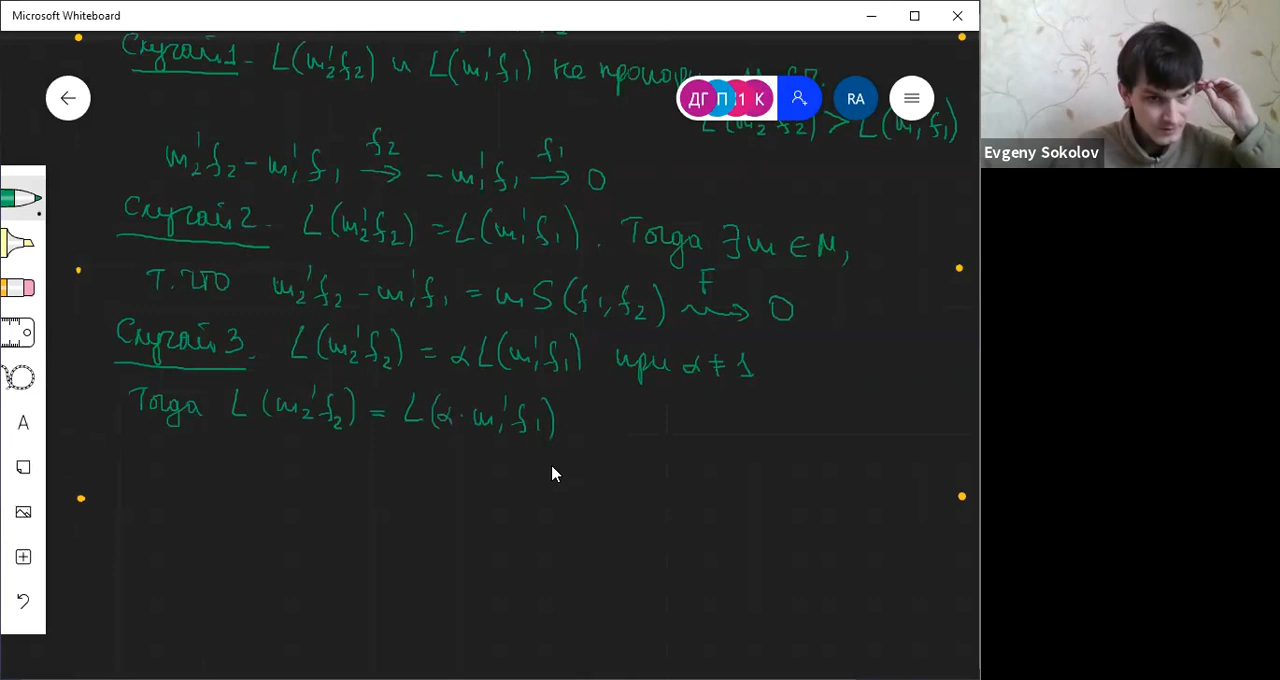 Microsoft Whiteboard
Случай 1. L(m₂'f₂) и L(m₁'f₁) не
ДГ П 1 К RA
L(m₂'f₂) > L(m₁'f₁)
m₂'f₂ - m₁'f₁ →^{f₂} - m₁'f₁ →^{f₁} 0
Случай 2. L(m₂'f₂) = L(m₁'f₁). Тогда ∃ m ∈ M,
т.что m₂'f₂ - m₁'f₁ = m S(f₁, f₂) ⇝^{F} 0
Случай 3. L(m₂'f₂) = αL(m₁'f₁) при α ≠ 1
Тогда L(m₂'f₂) = L(α · m₁'f₁)
A
Evgeny Sokolov